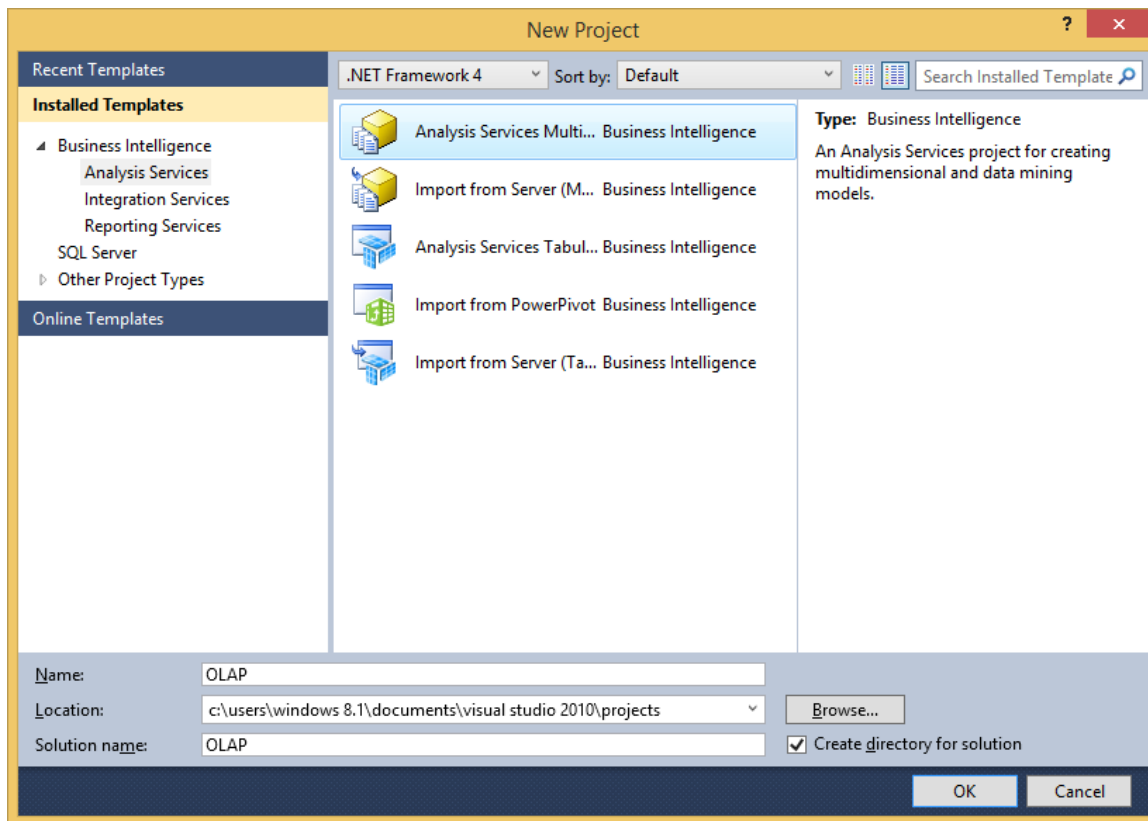 New Project
?
Recent Templates
Installed Templates
Business Intelligence
Analysis Services
Integration Services
Reporting Services
SQL Server
Other Project Types
Online Templates
.NET Framework 4 Sort by: Default Search Installed Template
Analysis Services Multi... Business Intelligence
Import from Server (M... Business Intelligence
Analysis Services Tabul... Business Intelligence
Import from PowerPivot Business Intelligence
Import from Server (Ta... Business Intelligence
Type: Business Intelligence
An Analysis Services project for creating
multidimensional and data mining
models.
Name: OLAP
Location: c:\users\windows 8.1\documents\visual studio 2010\projects Browse...
Solution name: OLAP Create directory for solution
OK Cancel